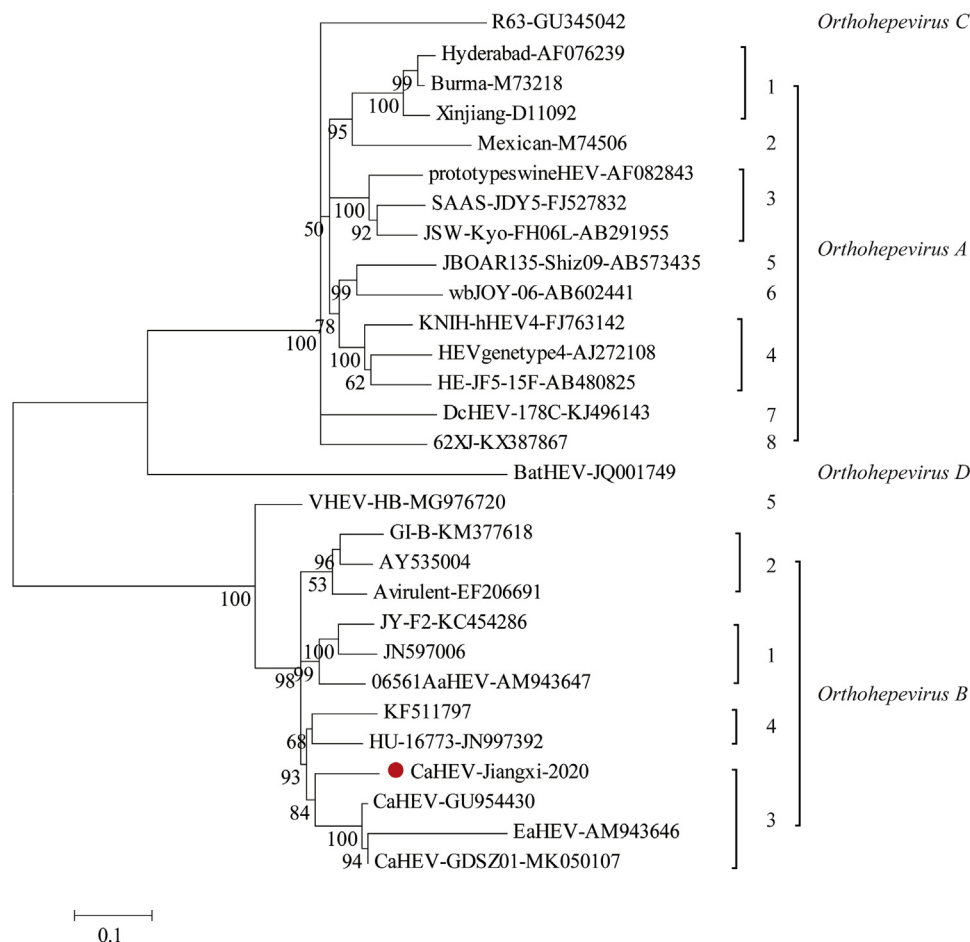 R63-GU345042 Orthohepevirus C
Hyderabad-AF076239
99 Burma-M73218 1
100 Xinjiang-D11092
95 Mexican-M74506 2
prototypeswineHEV-AF082843
100 SAAS-JDY5-FJ527832 3
50 92 JSW-Kyo-FH06L-AB291955
Orthohepevirus A
JBOAR135-Shiz09-AB573435 5
99 wbJOY-06-AB602441 6
78 KNIH-hHEV4-FJ763142
100 100 HEVgenetype4-AJ272108 4
62 HE-JF5-15F-AB480825
DcHEV-178C-KJ496143 7
62XJ-KX387867 8
BatHEV-JQ001749 Orthohepevirus D
VHEV-HB-MG976720 5
GI-B-KM377618
96 AY535004 2
100 53 Avirulent-EF206691
JY-F2-KC454286
100 JN597006 1
98 99 06561AaHEV-AM943647
Orthohepevirus B
KF511797 4
68 HU-16773-JN997392
93 CaHEV-Jiangxi-2020
84 CaHEV-GU954430 3
100 EaHEV-AM943646
94 CaHEV-GDSZ01-MK050107
0.1